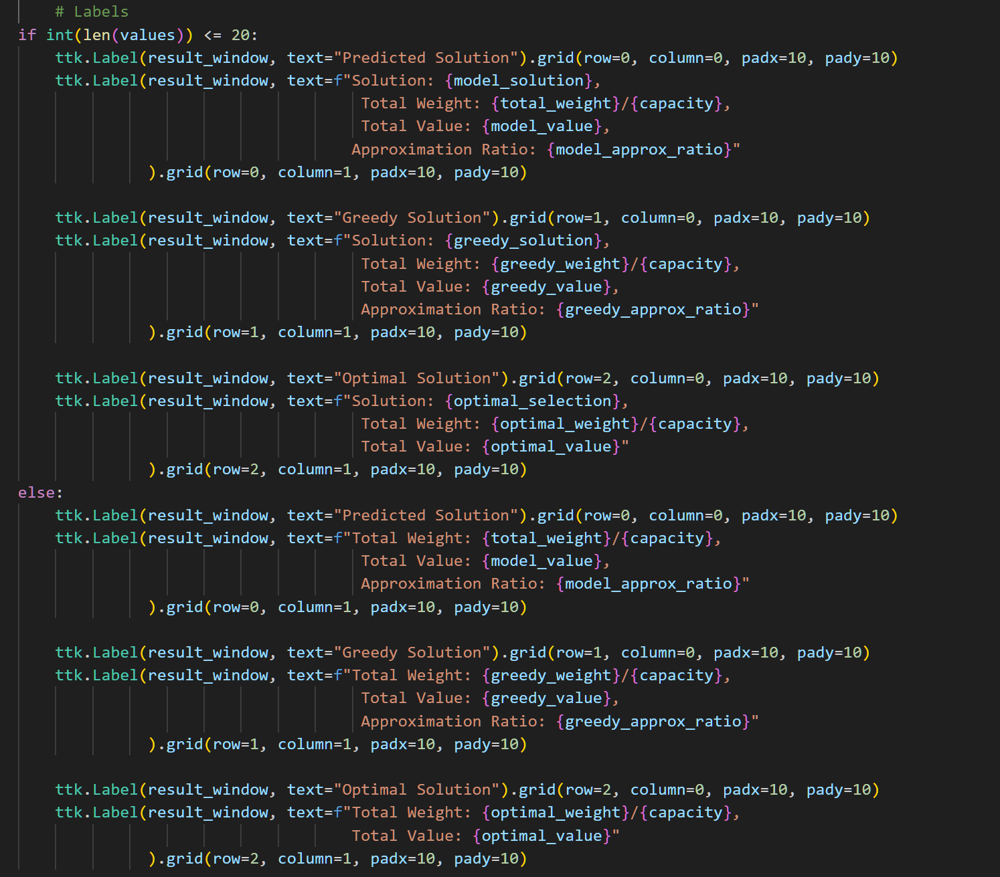 # Labels
if int(len(values)) <= 20:
    ttk.Label(result_window, text="Predicted Solution").grid(row=0, column=0, padx=10, pady=10)
    ttk.Label(result_window, text=f"Solution: {model_solution},
                                     Total Weight: {total_weight}/{capacity},
                                     Total Value: {model_value},
                                    Approximation Ratio: {model_approx_ratio}"
              ).grid(row=0, column=1, padx=10, pady=10)

    ttk.Label(result_window, text="Greedy Solution").grid(row=1, column=0, padx=10, pady=10)
    ttk.Label(result_window, text=f"Solution: {greedy_solution},
                                     Total Weight: {greedy_weight}/{capacity},
                                     Total Value: {greedy_value},
                                     Approximation Ratio: {greedy_approx_ratio}"
              ).grid(row=1, column=1, padx=10, pady=10)

    ttk.Label(result_window, text="Optimal Solution").grid(row=2, column=0, padx=10, pady=10)
    ttk.Label(result_window, text=f"Solution: {optimal_selection},
                                     Total Weight: {optimal_weight}/{capacity},
                                     Total Value: {optimal_value}"
              ).grid(row=2, column=1, padx=10, pady=10)
else:
    ttk.Label(result_window, text="Predicted Solution").grid(row=0, column=0, padx=10, pady=10)
    ttk.Label(result_window, text=f"Total Weight: {total_weight}/{capacity},
                                     Total Value: {model_value},
                                     Approximation Ratio: {model_approx_ratio}"
              ).grid(row=0, column=1, padx=10, pady=10)

    ttk.Label(result_window, text="Greedy Solution").grid(row=1, column=0, padx=10, pady=10)
    ttk.Label(result_window, text=f"Total Weight: {greedy_weight}/{capacity},
                                     Total Value: {greedy_value},
                                     Approximation Ratio: {greedy_approx_ratio}"
              ).grid(row=1, column=1, padx=10, pady=10)

    ttk.Label(result_window, text="Optimal Solution").grid(row=2, column=0, padx=10, pady=10)
    ttk.Label(result_window, text=f"Total Weight: {optimal_weight}/{capacity},
                                    Total Value: {optimal_value}"
              ).grid(row=2, column=1, padx=10, pady=10)